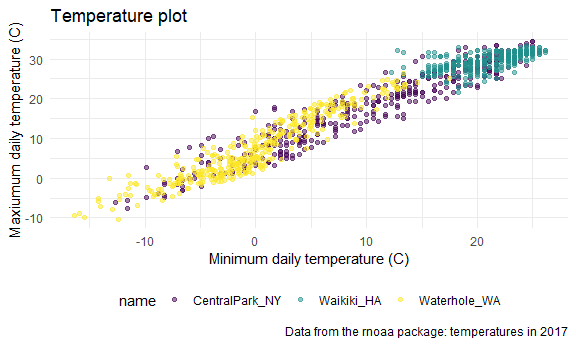 Temperature plot
Maxiumum daily temperature (C)
30
20
10
0
-10
-10
0
10
20
Minimum daily temperature (C)
name
CentralPark_NY
Waikiki_HA
Waterhole_WA
Data from the rnoaa package: temperatures in 2017